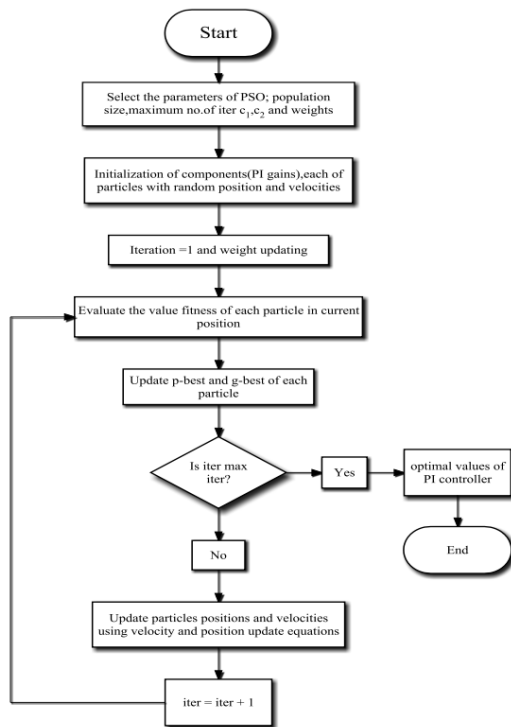 Start
Select the parameters of PSO; population
size,maximum no.of iter c1,c2 and weights
Initialization of components(PI gains),each of
particles with random position and velocities
Iteration =1 and weight updating
Evaluate the value fitness of each particle in current
position
Update p-best and g-best of each
particle
Is iter max
iter?
Yes
optimal values of
PI controller
End
No
Update particles positions and velocities
using velocity and position update equations
iter = iter + 1